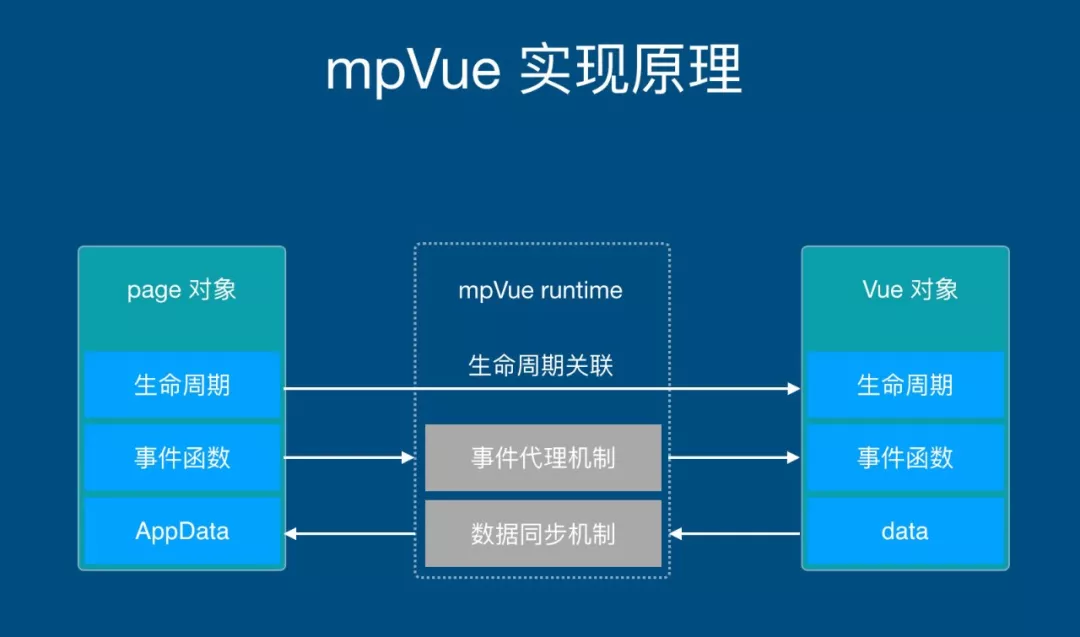 mpVue 实现原理
page 对象
mpVue runtime
Vue 对象
生命周期
生命周期关联
生命周期
事件函数
事件代理机制
事件函数
AppData
数据同步机制
data